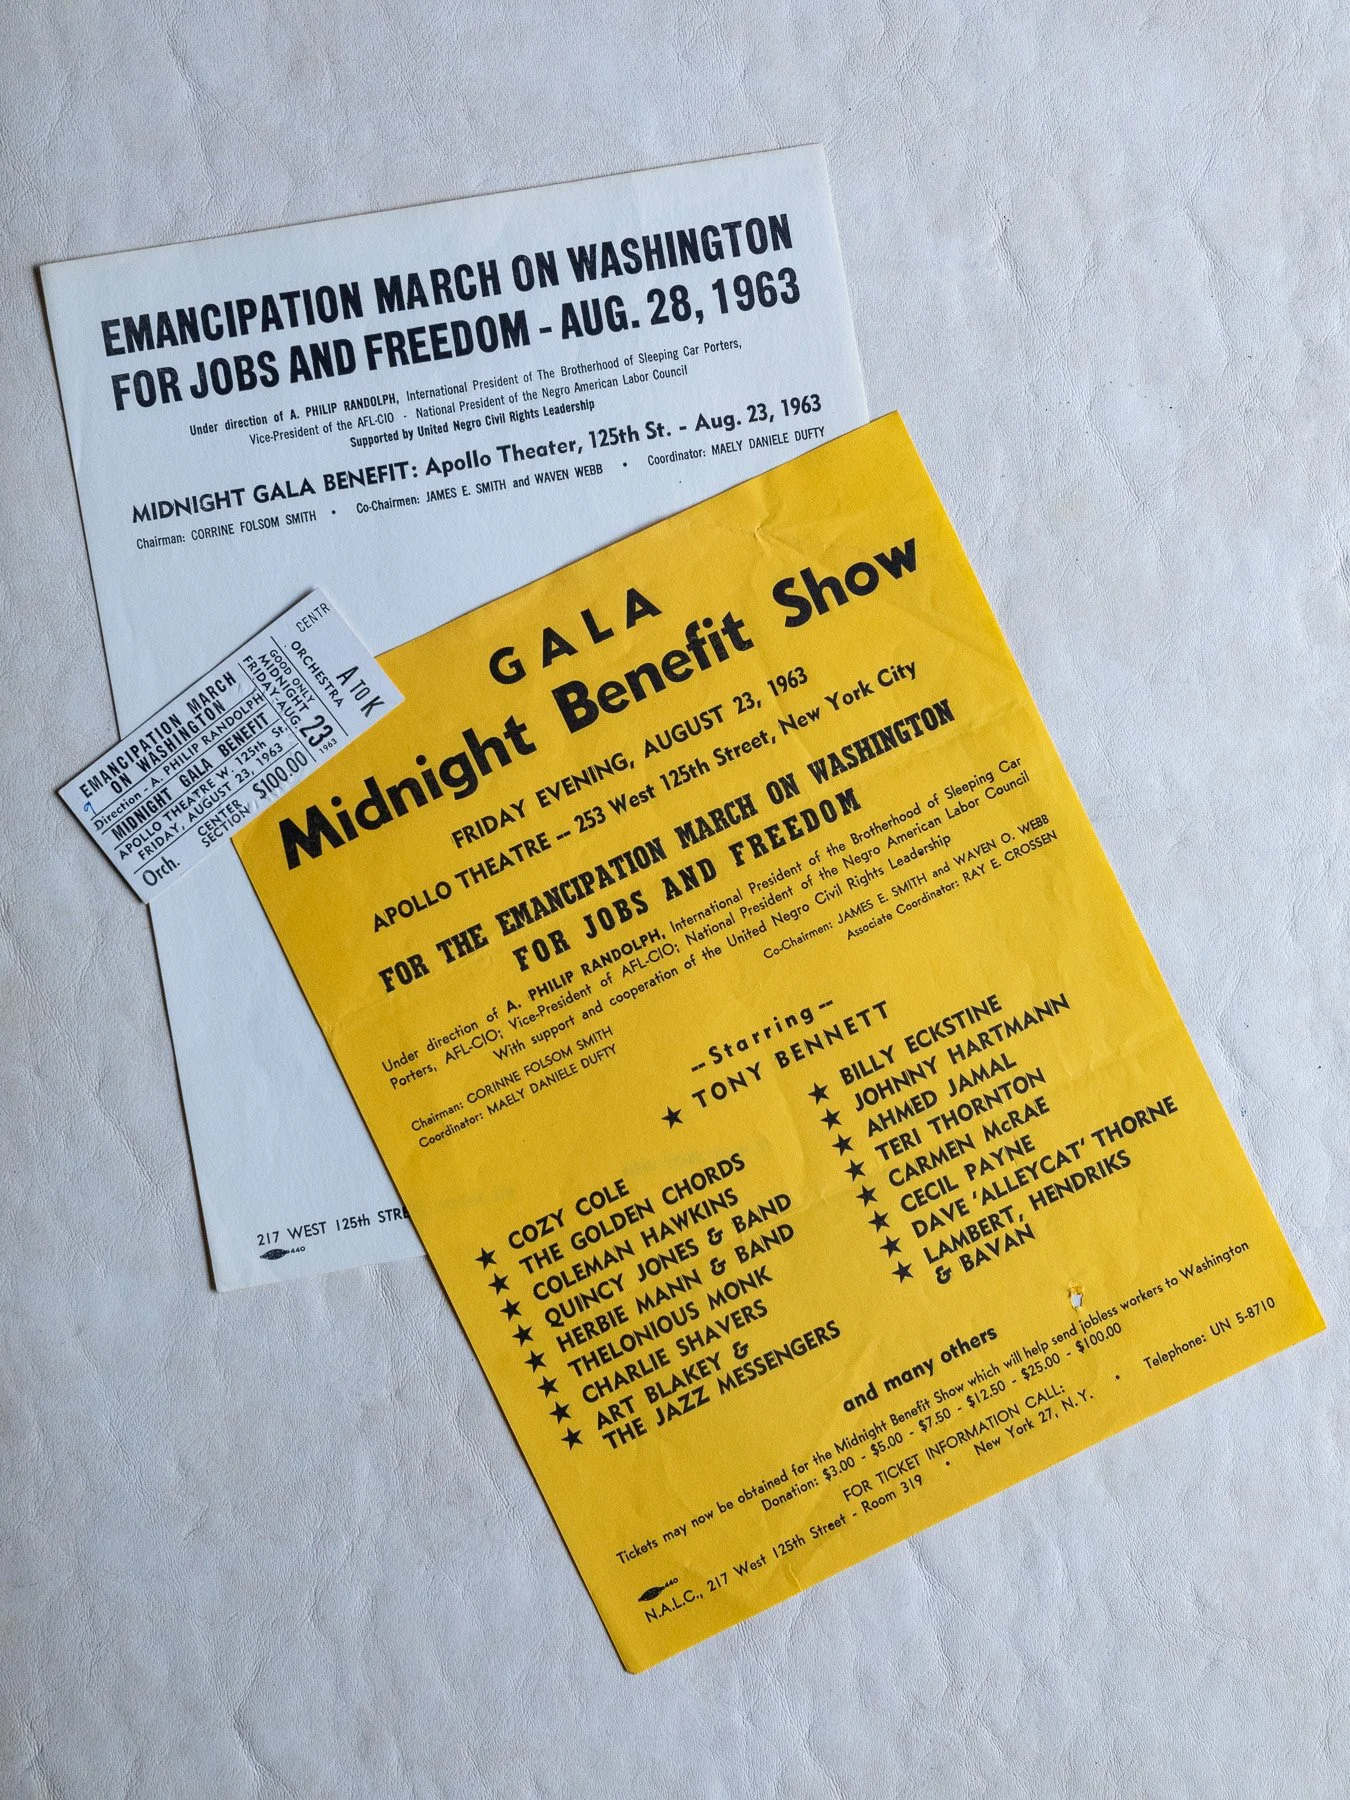 EMANCIPATION MARCH ON WASHINGTON
FOR JOBS AND FREEDOM - AUG. 28, 1963
Under direction of A. PHILIP RANDOLPH, International President of The Brotherhood of Sleeping Car Porters,
Vice-President of the AFL-CIO - National President of the Negro American Labor Council
Supported by United Negro Civil Rights Leadership
MIDNIGHT GALA BENEFIT: Apollo Theater, 125th St. - Aug. 23, 1963
Chairman: CORRINE FOLSOM SMITH • Co-Chairmen: JAMES E. SMITH and WAVEN WEBB • Coordinator: MAELY DANIELE DUFTY
217 WEST 125th STRE
440
EMANCIPATION MARCH
ON WASHINGTON
Direction - A. PHILIP RANDOLPH
MIDNIGHT GALA BENEFIT
APOLLO THEATRE W. 125th St.
FRIDAY, AUGUST 23, 1963
CENTER
SECTION
$100.00
Orch.
GOOD ONLY
MIDNIGHT
FRIDAY-AUG.
23
1963
CENTR
ORCHESTRA
A TO K
GALA
Midnight Benefit Show
FRIDAY EVENING, AUGUST 23, 1963
APOLLO THEATRE -- 253 West 125th Street, New York City
FOR THE EMANCIPATION MARCH ON WASHINGTON
FOR JOBS AND FREEDOM
Under direction of A. PHILIP RANDOLPH, International President of the Brotherhood of Sleeping Car
Porters, AFL-CIO; Vice-President of AFL-CIO; National President of the Negro American Labor Council
With support and cooperation of the United Negro Civil Rights Leadership
Chairman: CORINNE FOLSOM SMITH
Coordinator: MAELY DANIELE DUFTY
Co-Chairmen: JAMES E. SMITH and WAVEN O. WEBB
Associate Coordinator: RAY E. CROSSEN
--Starring--
★ TONY BENNETT
★ COZY COLE
★ THE GOLDEN CHORDS
★ COLEMAN HAWKINS
★ QUINCY JONES & BAND
★ HERBIE MANN & BAND
★ THELONIOUS MONK
★ CHARLIE SHAVERS
★ ART BLAKEY &
THE JAZZ MESSENGERS
★ BILLY ECKSTINE
★ JOHNNY HARTMANN
★ AHMED JAMAL
★ TERI THORNTON
★ CARMEN McRAE
★ CECIL PAYNE
★ DAVE 'ALLEYCAT' THORNE
★ LAMBERT, HENDRIKS
& BAVAN
and many others
Tickets may now be obtained for the Midnight Benefit Show which will help send jobless workers to Washington
Donation: $3.00 - $5.00 - $7.50 - $12.50 - $25.00 - $100.00
FOR TICKET INFORMATION CALL:
N.A.L.C., 217 West 125th Street - Room 319 • New York 27, N.Y. • Telephone: UN 5-8710
440